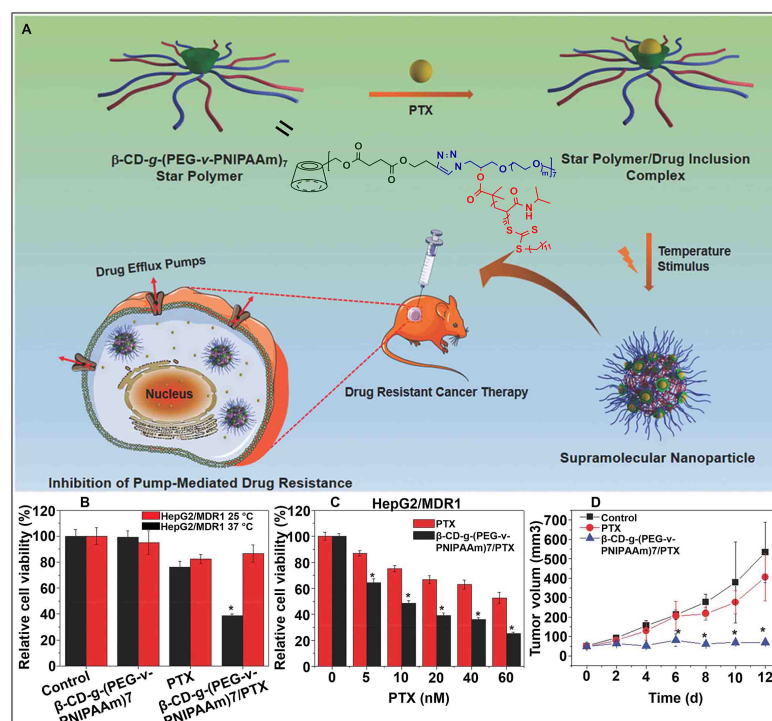 A
PTX
β-CD-g-(PEG-v-PNIPAAm)7
Star Polymer
=
Star Polymer/Drug Inclusion
Complex
O
O
O
O
N
N
N
O
O
m
7
O
O
O
N
H
S
S
S
11
Temperature
Stimulus
Drug Efflux Pumps
Nucleus
Drug Resistant Cancer Therapy
Supramolecular Nanoparticle
Inhibition of Pump-Mediated Drug Resistance
B
HepG2/MDR1 25 °C
HepG2/MDR1 37 °C
Relative cell viability (%)
120
100
80
60
40
20
0
*
Control
β-CD-g-(PEG-v-
PNIPAAm)7
PTX
β-CD-g-(PEG-v-
PNIPAAm)7/PTX
C
HepG2/MDR1
PTX
β-CD-g-(PEG-v-
PNIPAAm)7/PTX
Relative cell viability (%)
120
100
80
60
40
20
0
* * * * *
0 5 10 20 40 60
PTX (nM)
D
Control
PTX
β-CD-g-(PEG-v-
PNIPAAm)7/PTX
Tumor volum (mm3)
700
600
500
400
300
200
100
0
* * * *
0 2 4 6 8 10 12
Time (d)